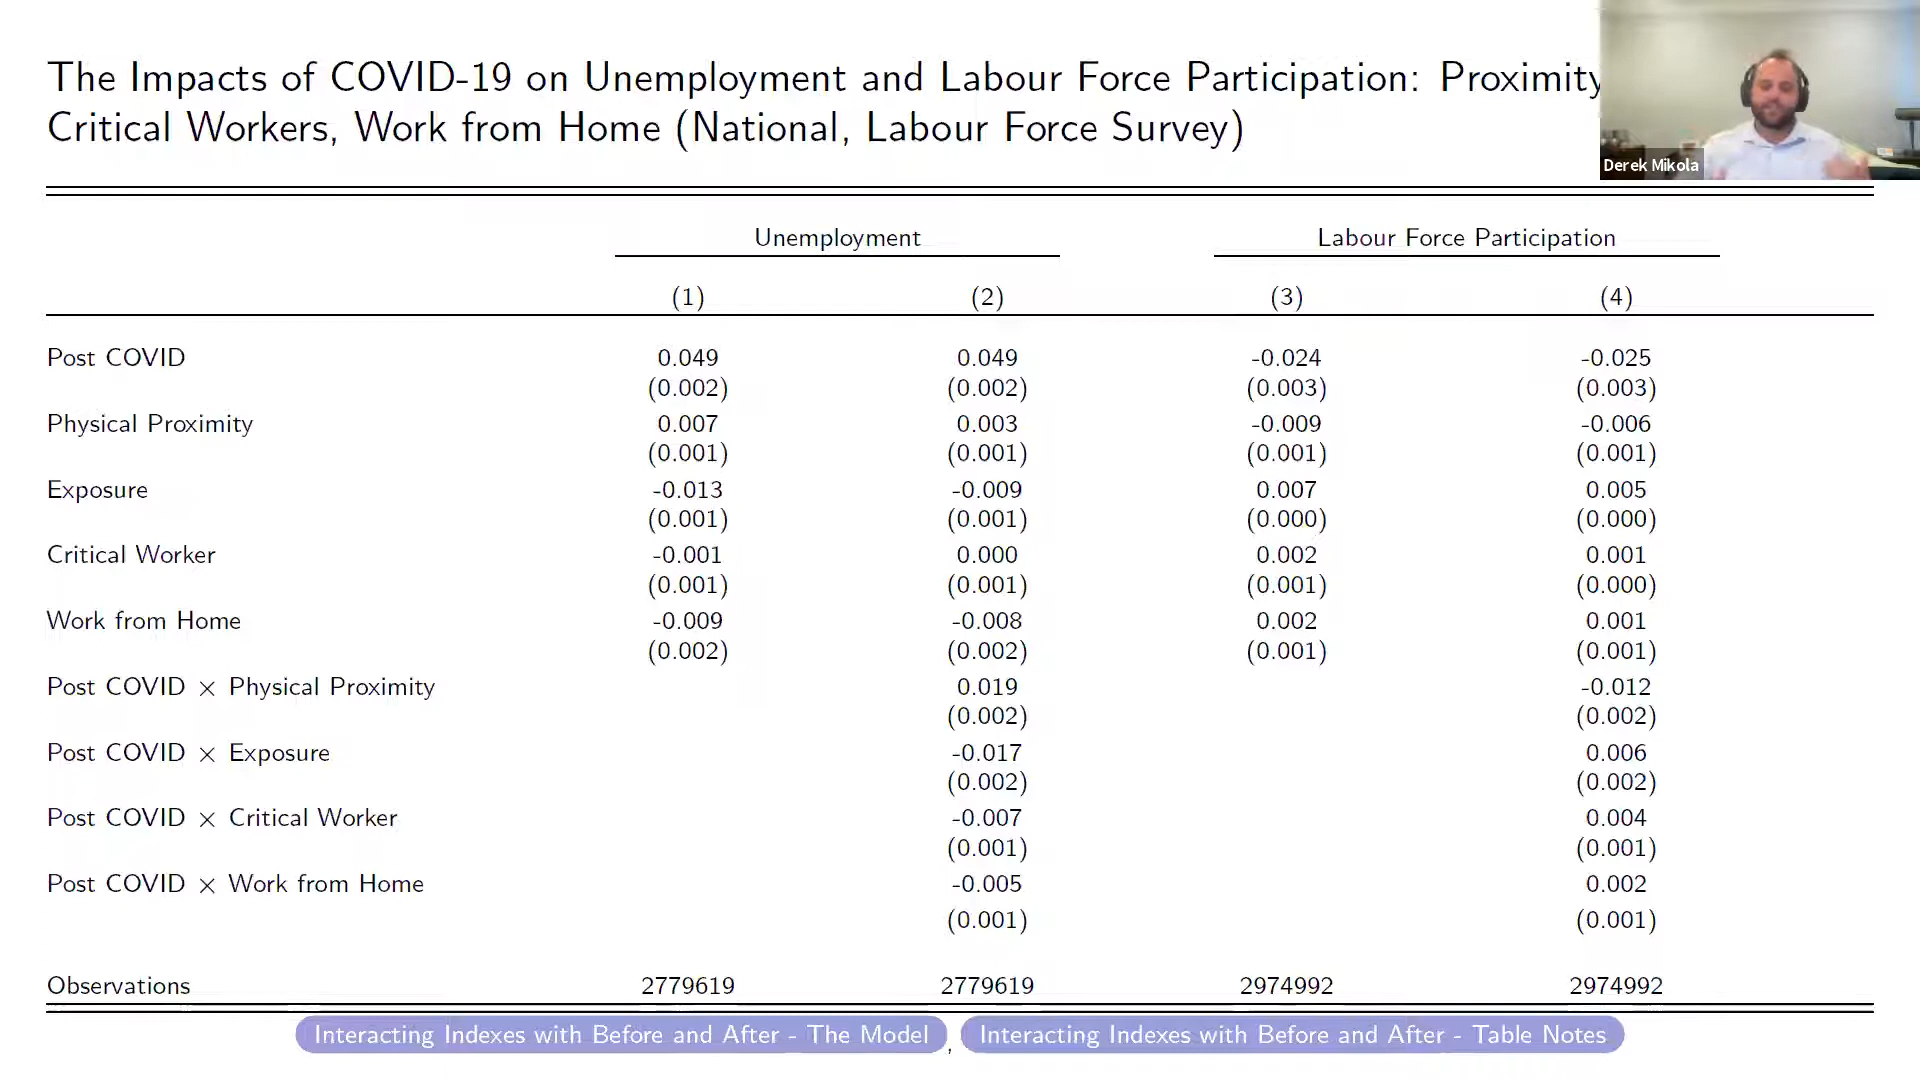 The Impacts of COVID-19 on Unemployment and Labour Force Participation: Proximity
Critical Workers, Work from Home (National, Labour Force Survey)
Derek Mikola
Unemployment Labour Force Participation
(1) (2) (3) (4)
Post COVID 0.049 0.049 -0.024 -0.025
(0.002) (0.002) (0.003) (0.003)
Physical Proximity 0.007 0.003 -0.009 -0.006
(0.001) (0.001) (0.001) (0.001)
Exposure -0.013 -0.009 0.007 0.005
(0.001) (0.001) (0.000) (0.000)
Critical Worker -0.001 0.000 0.002 0.001
(0.001) (0.001) (0.001) (0.000)
Work from Home -0.009 -0.008 0.002 0.001
(0.002) (0.002) (0.001) (0.001)
Post COVID × Physical Proximity 0.019 -0.012
(0.002) (0.002)
Post COVID × Exposure -0.017 0.006
(0.002) (0.002)
Post COVID × Critical Worker -0.007 0.004
(0.001) (0.001)
Post COVID × Work from Home -0.005 0.002
(0.001) (0.001)
Observations 2779619 2779619 2974992 2974992
Interacting Indexes with Before and After - The Model , Interacting Indexes with Before and After - Table Notes